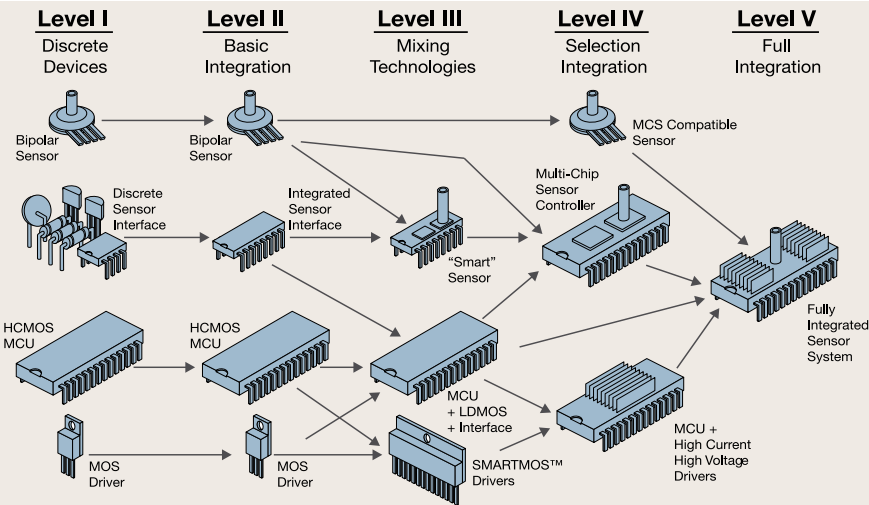 Level I
Discrete
Devices
Level II
Basic
Integration
Level III
Mixing
Technologies
Level IV
Selection
Integration
Level V
Full
Integration
Bipolar
Sensor
Bipolar
Sensor
MCS Compatible
Sensor
Discrete
Sensor
Interface
Integrated
Sensor
Interface
“Smart”
Sensor
Multi-Chip
Sensor
Controller
Fully
Integrated
Sensor
System
HCMOS
MCU
HCMOS
MCU
MCU
+ LDMOS
+ Interface
MCU +
High Current
High Voltage
Drivers
MOS
Driver
MOS
Driver
SMARTMOS™
Drivers